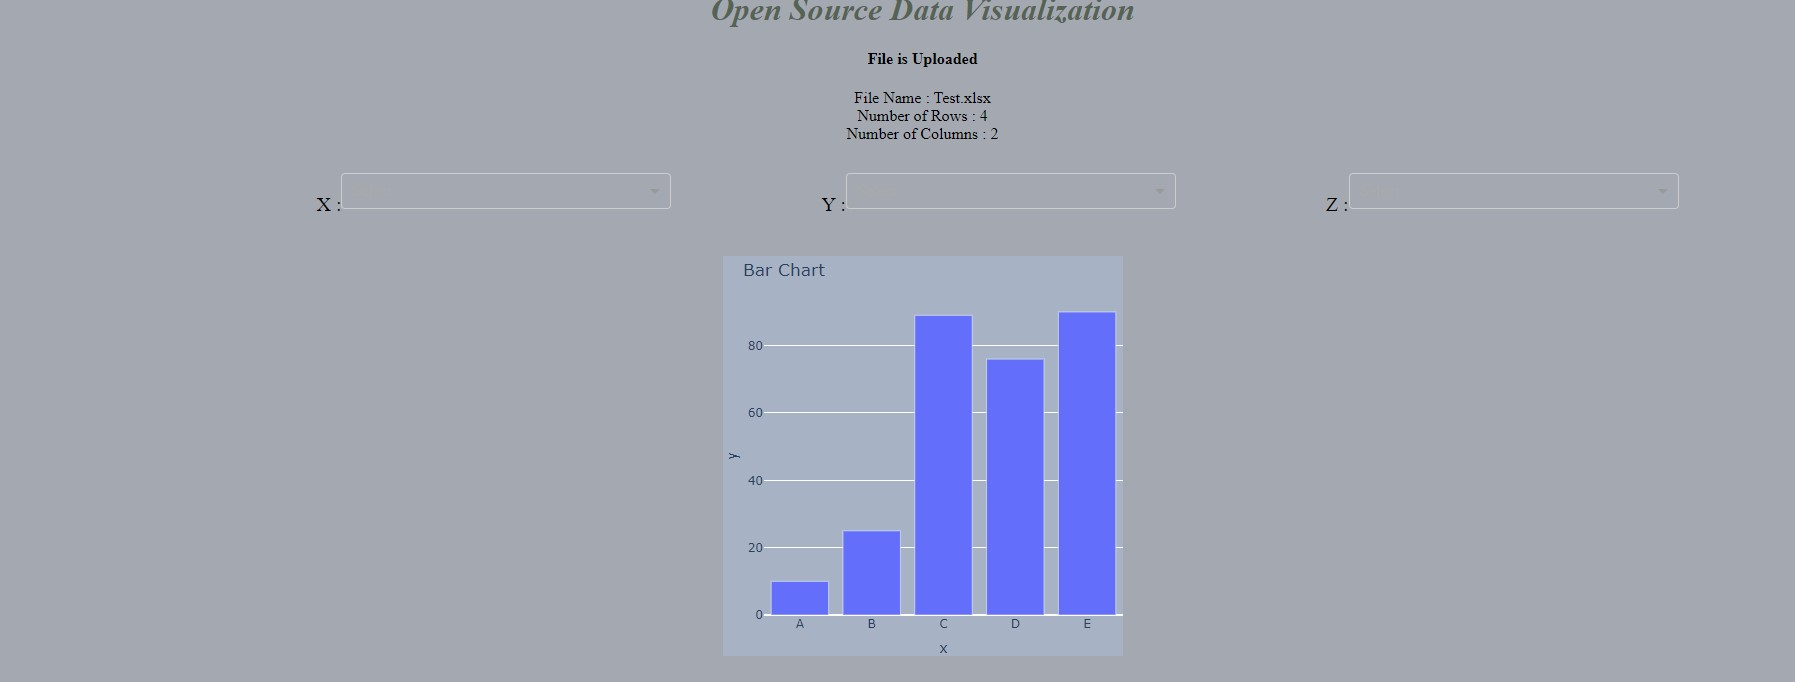 Open Source Data Visualization
File is Uploaded
File Name : Test.xlsx
Number of Rows : 4
Number of Columns : 2
X :
Y :
Z :
Bar Chart
80
60
40
20
0
y
A B C D E
x